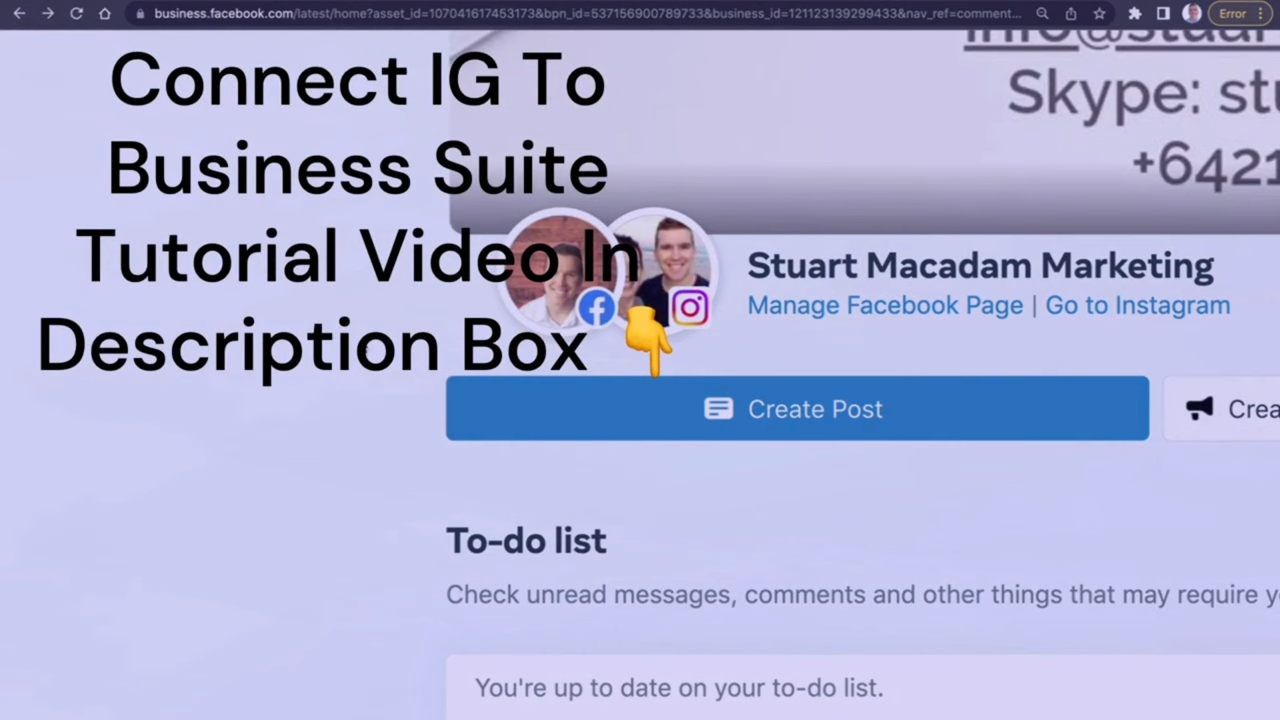 business.facebook.com/latest/home?asset_id=107041617453173&bpn_id=537156900789733&business_id=121123139299433&nav_ref=comment...
Error
Connect IG To
Business Suite
Tutorial Video In
Description Box 👇
Skype: stu
+6421
Stuart Macadam Marketing
Manage Facebook Page | Go to Instagram
Create Post
Crea
To-do list
Check unread messages, comments and other things that may require y
You're up to date on your to-do list.